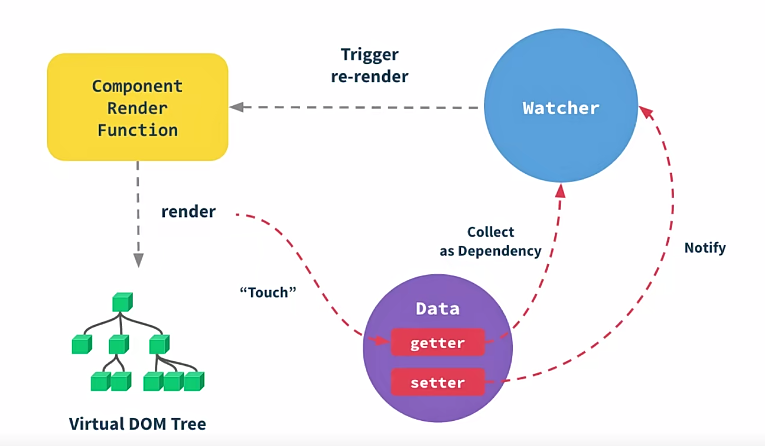 Component
Render
Function
Trigger
re-render
Watcher
render
Collect
as Dependency
Notify
“Touch”
Data
getter
setter
Virtual DOM Tree